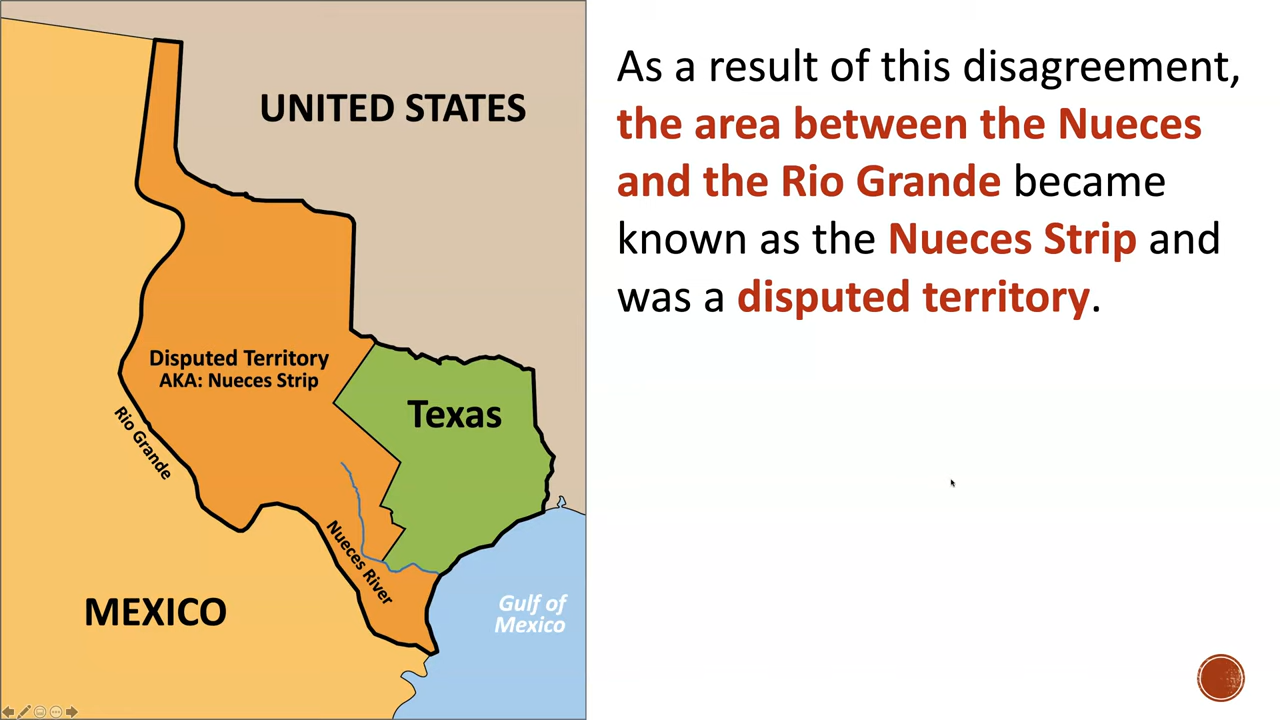 UNITED STATES
Disputed Territory
AKA: Nueces Strip
Texas
Rio Grande
Nueces River
MEXICO
Gulf of
Mexico
As a result of this disagreement,
the area between the Nueces
and the Rio Grande became
known as the Nueces Strip and
was a disputed territory.